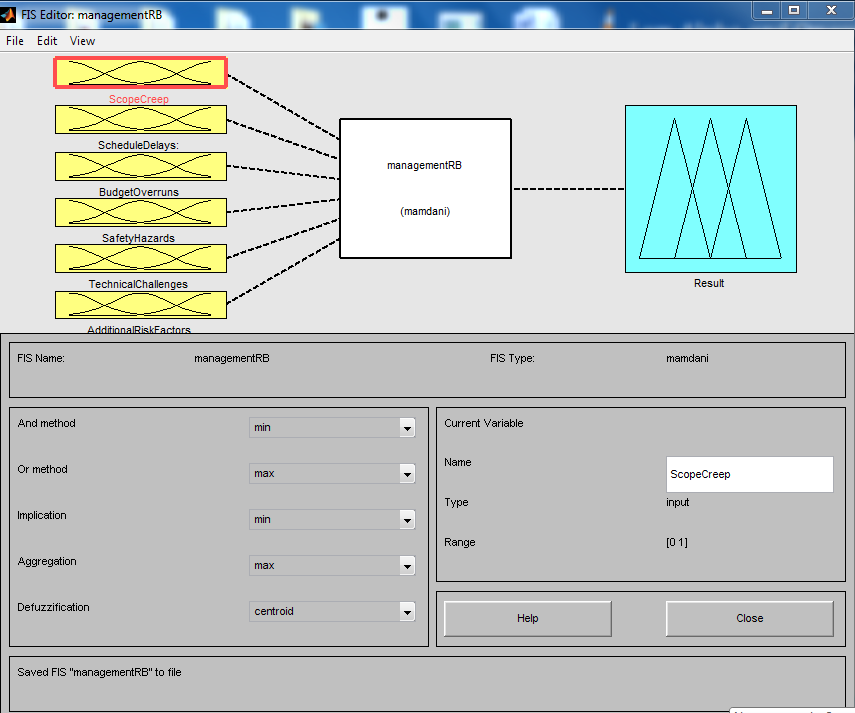 FIS Editor: managementRB
File Edit View
ScopeCreep
ScheduleDelays:
BudgetOverruns
SafetyHazards
TechnicalChallenges
AdditionalRiskFactors
managementRB
(mamdani)
Result
FIS Name: managementRB FIS Type: mamdani
And method min
Or method max
Implication min
Aggregation max
Defuzzification centroid
Current Variable
Name ScopeCreep
Type input
Range [0 1]
Help Close
Saved FIS "managementRB" to file